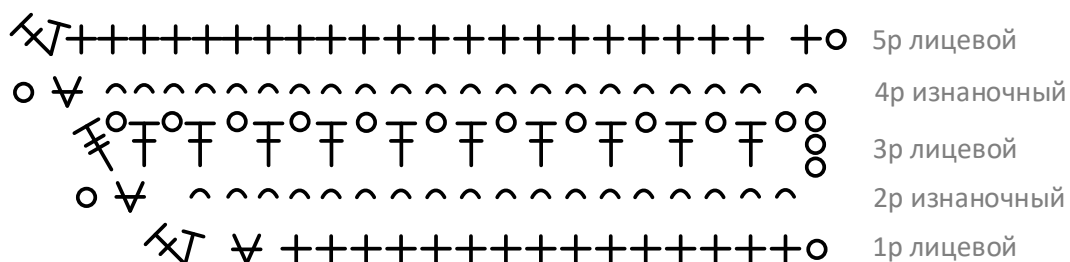 5р лицевой
4р изнаночный
3р лицевой
2р изнаночный
1р лицевой